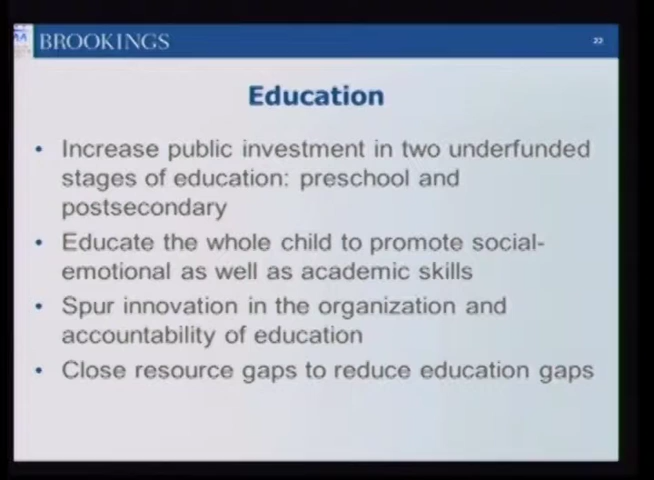 BROOKINGS
22
Education
• Increase public investment in two underfunded
stages of education: preschool and
postsecondary
• Educate the whole child to promote social-
emotional as well as academic skills
• Spur innovation in the organization and
accountability of education
• Close resource gaps to reduce education gaps